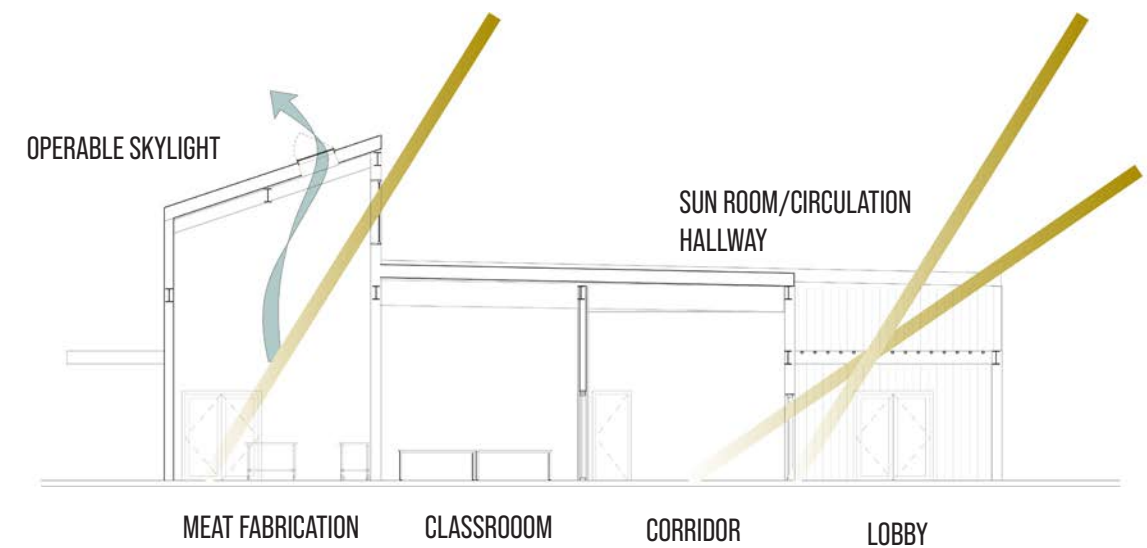 OPERABLE SKYLIGHT
SUN ROOM/CIRCULATION
HALLWAY
MEAT FABRICATION
CLASSROOOM
CORRIDOR
LOBBY